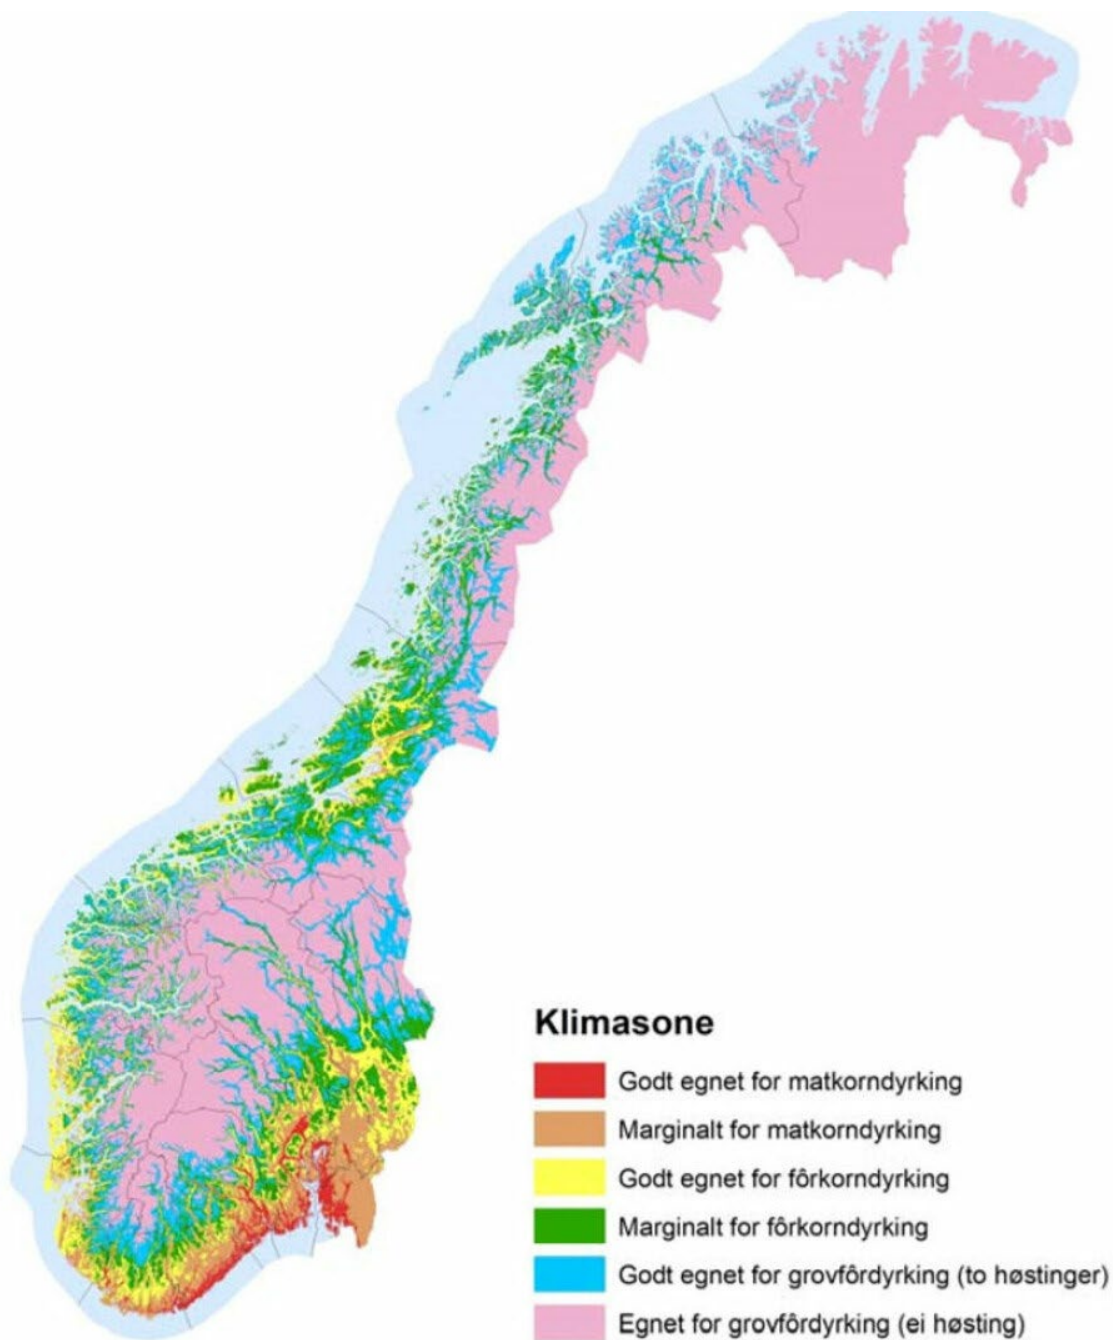 Klimasone
Godt egnet for matkorndyrking
Marginalt for matkorndyrking
Godt egnet for fôrkorndyrking
Marginalt for fôrkorndyrking
Godt egnet for grovfôrdyrking (to høstinger)
Egnet for grovfôrdyrking (ei høsting)